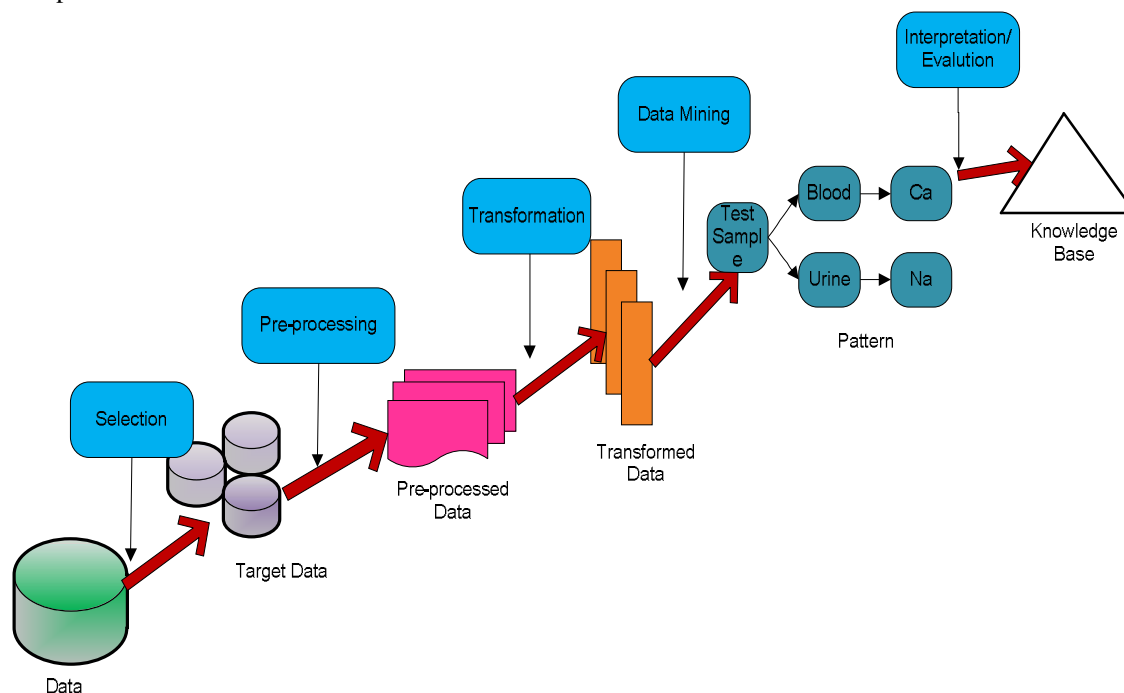 Interpretation/
Evalution
Data Mining
Transformation
Pre-processing
Selection
Test
Sampl
e
Blood
Ca
Urine
Na
Pattern
Knowledge
Base
Transformed
Data
Pre-processed
Data
Target Data
Data